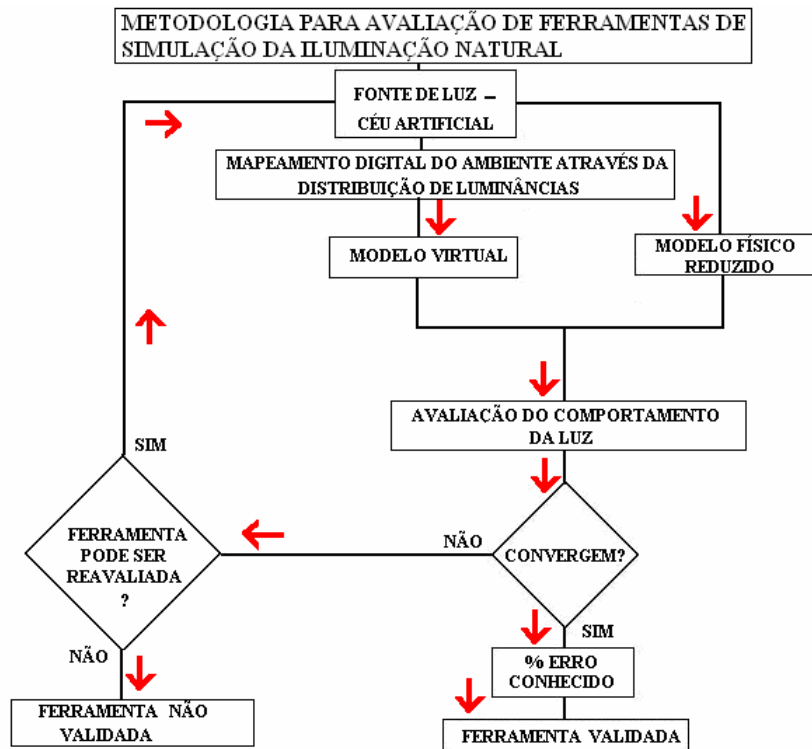 METODOLOGIA PARA AVALIAÇÃO DE FERRAMENTAS DE
SIMULAÇÃO DA ILUMINAÇÃO NATURAL
FONTE DE LUZ –
CÉU ARTIFICIAL
MAPEAMENTO DIGITAL DO AMBIENTE ATRAVÉS DA
DISTRIBUIÇÃO DE LUMINÂNCIAS
MODELO VIRTUAL
MODELO FÍSICO
REDUZIDO
AVALIAÇÃO DO COMPORTAMENTO
DA LUZ
CONVERGEM?
NÃO
SIM
FERRAMENTA
PODE SER
REAVALIADA
?
SIM
NÃO
% ERRO
CONHECIDO
FERRAMENTA NÃO
VALIDADA
FERRAMENTA VALIDADA